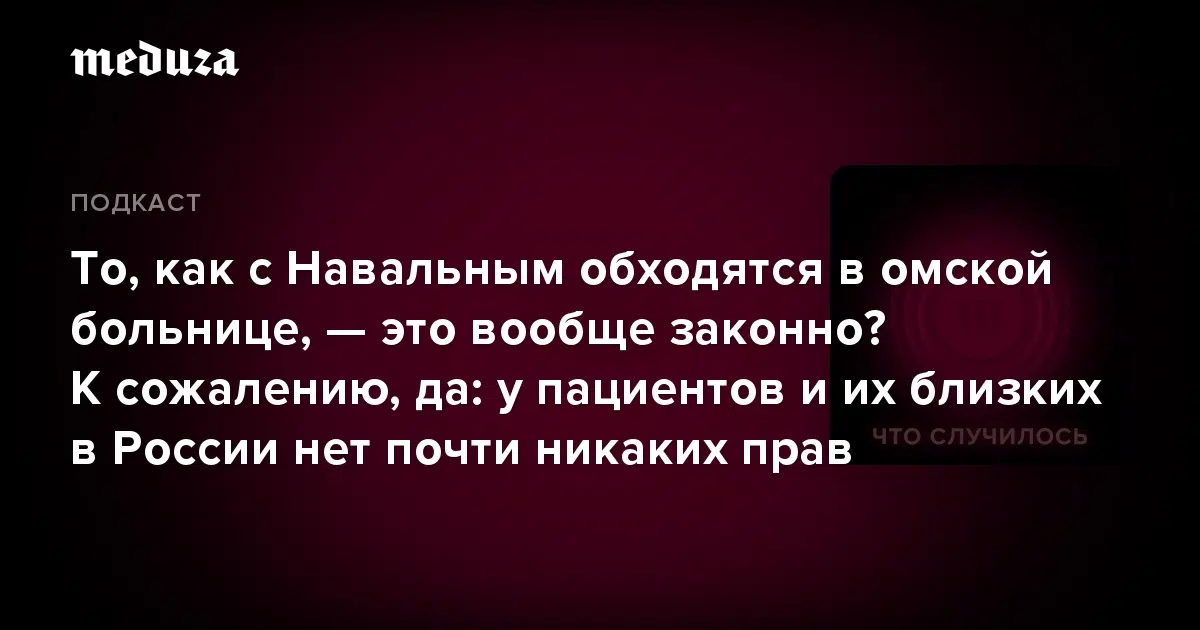 meduza
ПОДКАСТ
То, как с Навальным обходятся в омской
больнице, — это вообще законно?
К сожалению, да: у пациентов и их близких
в России нет почти никаких прав
ЧТО СЛУЧИЛОСЬ